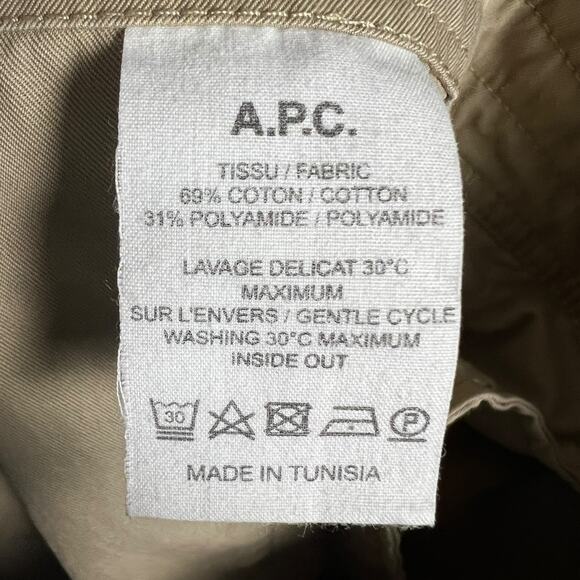 A.P.C.
TISSU / FABRIC
69% COTON / COTTON
31% POLYAMIDE / POLYAMIDE
LAVAGE DELICAT 30°C
MAXIMUM
SUR L'ENVERS / GENTLE CYCLE
WASHING 30°C MAXIMUM
INSIDE OUT
30 P
MADE IN TUNISIA